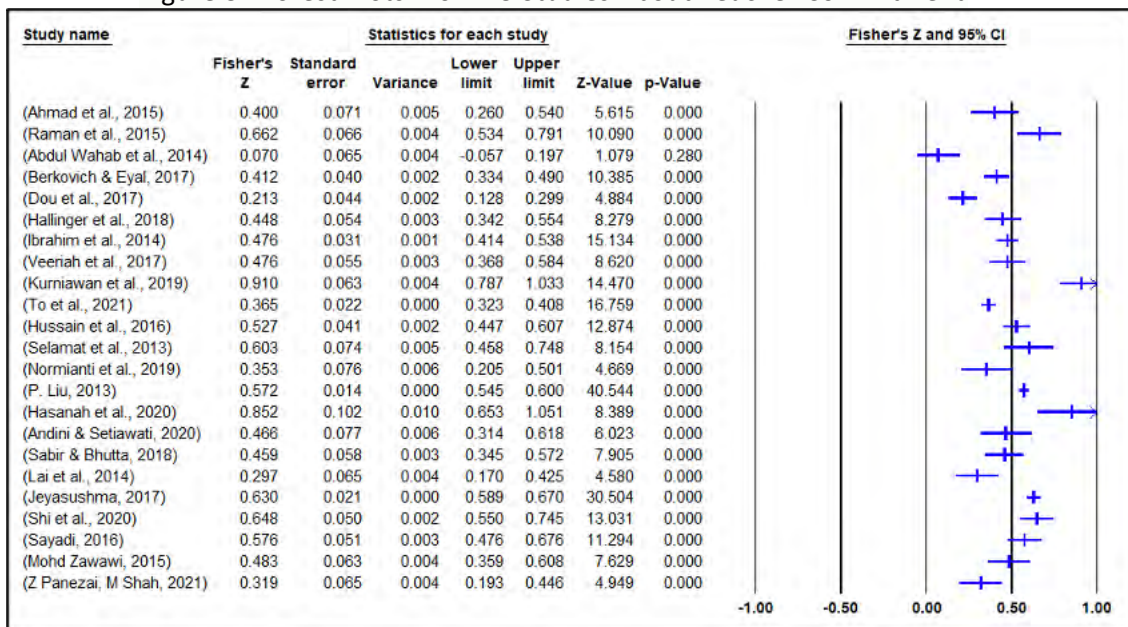 Study name Statistics for each study Fisher's Z and 95% CI
Fisher's Standard Lower Upper
Z error Variance limit limit Z-Value p-Value
(Ahmad et al., 2015) 0.400 0.071 0.005 0.260 0.540 5.615 0.000
(Raman et al., 2015) 0.662 0.066 0.004 0.534 0.791 10.090 0.000
(Abdul Wahab et al., 2014) 0.070 0.065 0.004 -0.057 0.197 1.079 0.280
(Berkovich & Eyal, 2017) 0.412 0.040 0.002 0.334 0.490 10.385 0.000
(Dou et al., 2017) 0.213 0.044 0.002 0.128 0.299 4.884 0.000
(Hallinger et al., 2018) 0.448 0.054 0.003 0.342 0.554 8.279 0.000
(Ibrahim et al., 2014) 0.476 0.031 0.001 0.414 0.538 15.134 0.000
(Veeriah et al., 2017) 0.476 0.055 0.003 0.368 0.584 8.620 0.000
(Kurniawan et al., 2019) 0.910 0.063 0.004 0.787 1.033 14.470 0.000
(To et al., 2021) 0.365 0.022 0.000 0.323 0.408 16.759 0.000
(Hussain et al., 2016) 0.527 0.041 0.002 0.447 0.607 12.874 0.000
(Selamat et al., 2013) 0.603 0.074 0.005 0.458 0.748 8.154 0.000
(Normianti et al., 2019) 0.353 0.076 0.006 0.205 0.501 4.669 0.000
(P. Liu, 2013) 0.572 0.014 0.000 0.545 0.600 40.544 0.000
(Hasanah et al., 2020) 0.852 0.102 0.010 0.653 1.051 8.389 0.000
(Andini & Setiawati, 2020) 0.466 0.077 0.006 0.314 0.618 6.023 0.000
(Sabir & Bhutta, 2018) 0.459 0.058 0.003 0.345 0.572 7.905 0.000
(Lai et al., 2014) 0.297 0.065 0.004 0.170 0.425 4.580 0.000
(Jeyasushma, 2017) 0.630 0.021 0.000 0.589 0.670 30.504 0.000
(Shi et al., 2020) 0.648 0.050 0.002 0.550 0.745 13.031 0.000
(Sayadi, 2016) 0.576 0.051 0.003 0.476 0.676 11.294 0.000
(Mohd Zawawi, 2015) 0.483 0.063 0.004 0.359 0.608 7.629 0.000
(Z Panezai, M Shah, 2021) 0.319 0.065 0.004 0.193 0.446 4.949 0.000
-1.00 -0.50 0.00 0.50 1.00